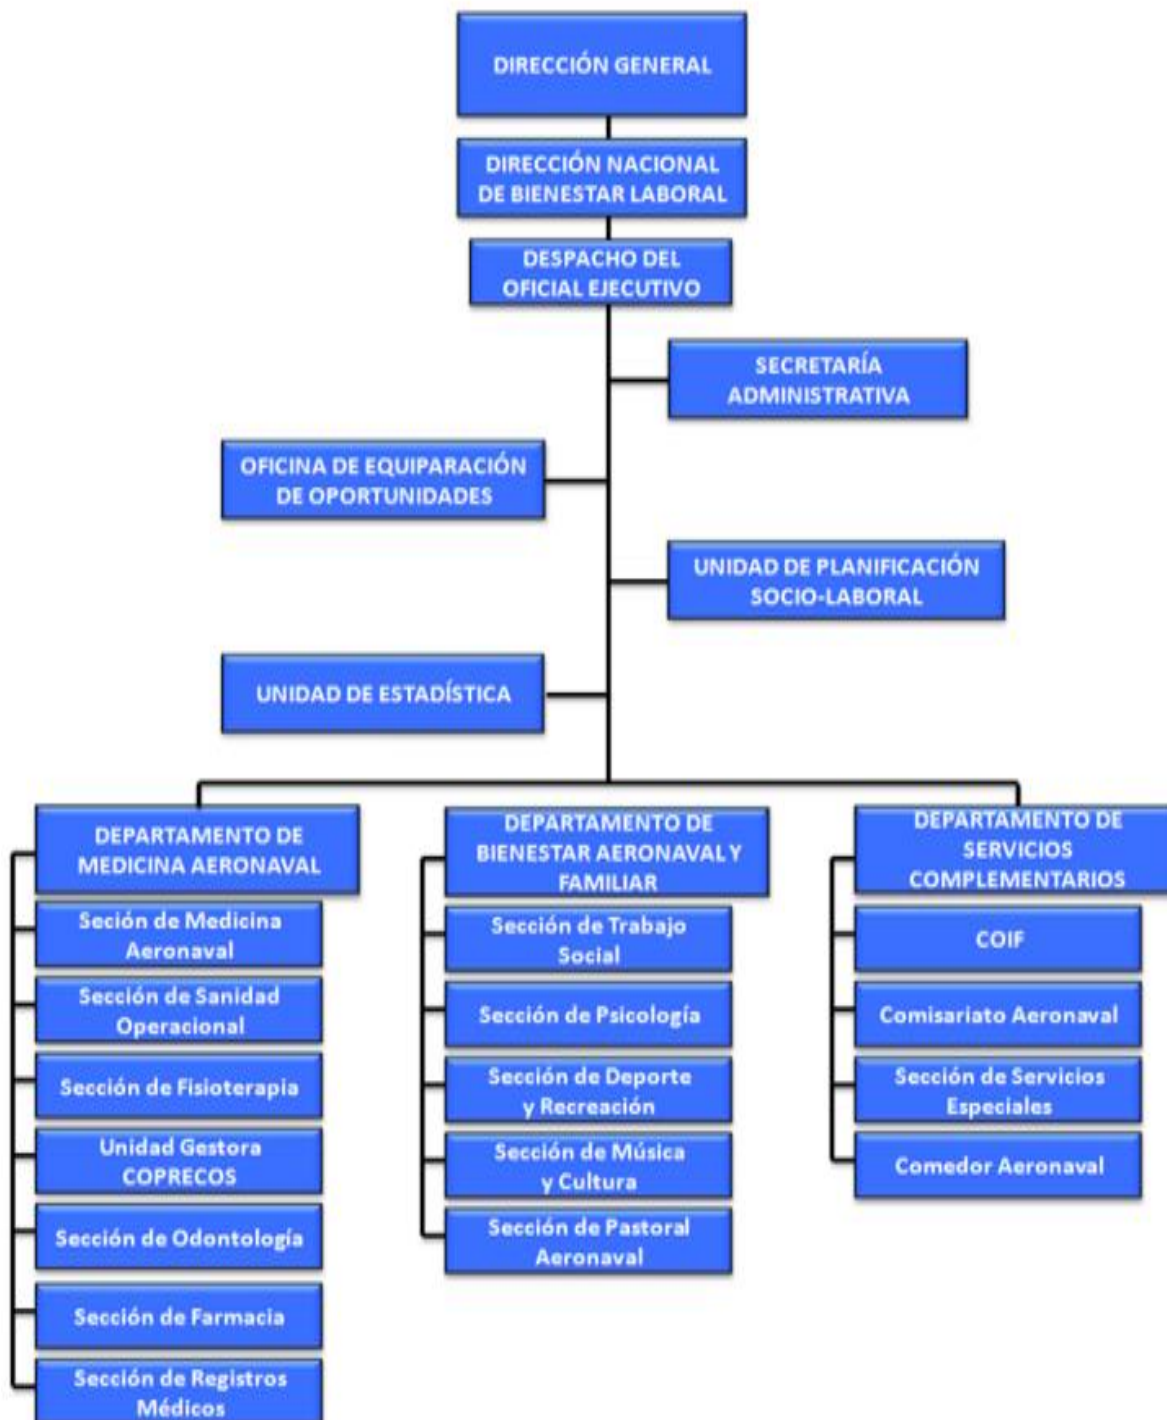 DIRECCIÓN GENERAL
DIRECCIÓN NACIONAL
DE BIENESTAR LABORAL
DESPACHO DEL
OFICIAL EJECUTIVO
SECRETARÍA
ADMINISTRATIVA
OFICINA DE EQUIPARACIÓN
DE OPORTUNIDADES
UNIDAD DE PLANIFICACIÓN
SOCIO-LABORAL
UNIDAD DE ESTADÍSTICA
DEPARTAMENTO DE
MEDICINA AERONAVAL
Seción de Medicina
Aeronaval
Sección de Sanidad
Operacional
Sección de Fisioterapia
Unidad Gestora
COPRECOS
Sección de Odontología
Sección de Farmacia
Sección de Registros
Médicos
DEPARTAMENTO DE
BIENESTAR AERONAVAL Y
FAMILIAR
Sección de Trabajo
Social
Sección de Psicología
Sección de Deporte
y Recreación
Sección de Música
y Cultura
Sección de Pastoral
Aeronaval
DEPARTAMENTO DE
SERVICIOS
COMPLEMENTARIOS
COIF
Comisariato Aeronaval
Sección de Servicios
Especiales
Comedor Aeronaval